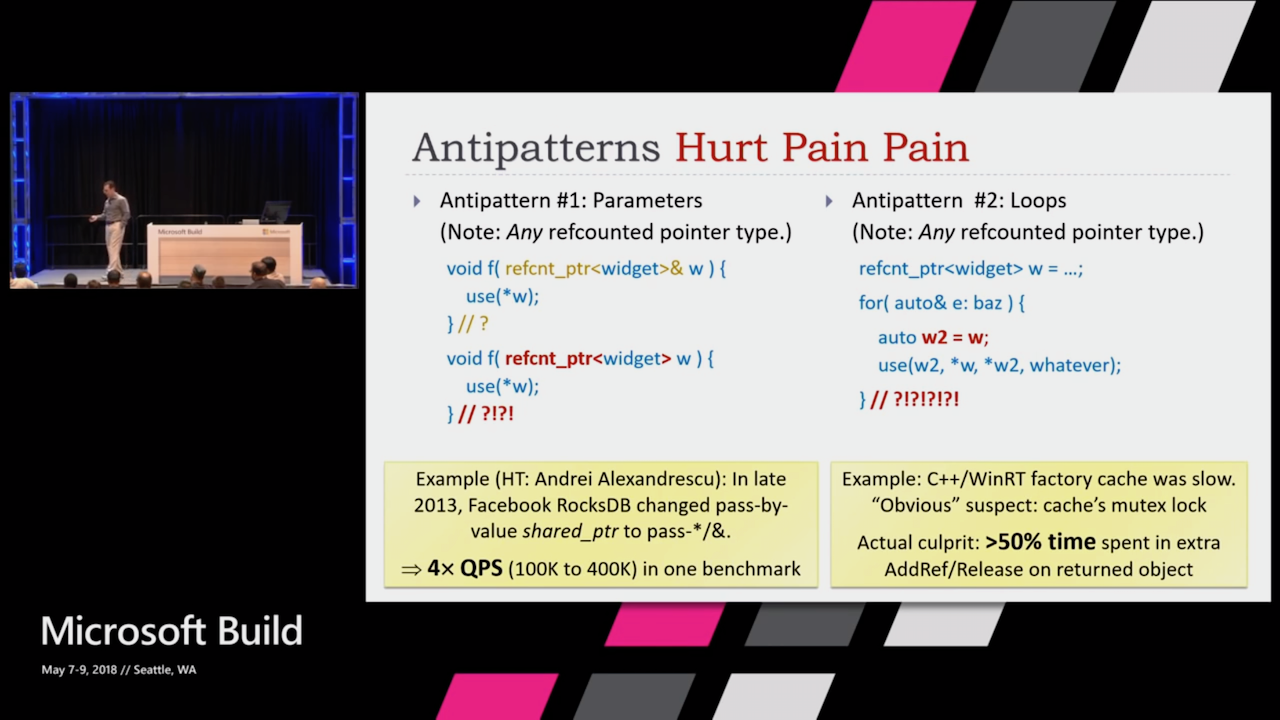 Antipatterns Hurt Pain Pain
Antipattern #1: Parameters
(Note: Any refcounted pointer type.)
void f( refcnt_ptr<widget>& w ) {
use(*w);
} // ?
void f( refcnt_ptr<widget> w ) {
use(*w);
} // ?!?!
Antipattern #2: Loops
(Note: Any refcounted pointer type.)
refcnt_ptr<widget> w = ...;
for( auto& e: baz ) {
auto w2 = w;
use(w2, *w, *w2, whatever);
} // ?!?!?!?!
Example (HT: Andrei Alexandrescu): In late
2013, Facebook RocksDB changed pass-by-
value shared_ptr to pass-*/&.
⇒ 4× QPS (100K to 400K) in one benchmark
Example: C++/WinRT factory cache was slow.
“Obvious” suspect: cache’s mutex lock
Actual culprit: >50% time spent in extra
AddRef/Release on returned object
Microsoft Build
Microsoft
Microsoft Build
May 7-9, 2018 // Seattle, WA